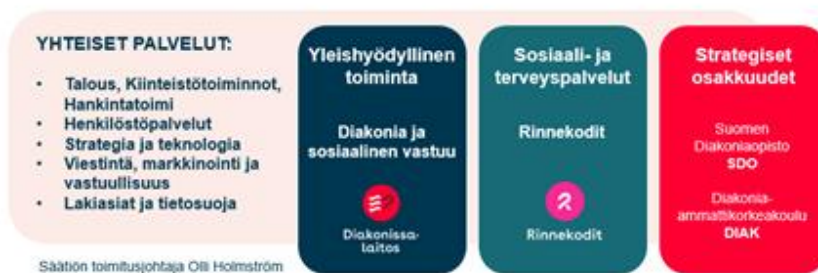 YHTEISET PALVELUT:
• Talous, Kiinteistötoiminnot,
Hankintatoimi
• Henkilöstöpalvelut
• Strategia ja teknologia
• Viestintä, markkinointi ja
vastuullisuus
• Lakiasiat ja tietosuoja
Säätiön toimitusjohtaja Olli Holmström
Yleishyödyllinen
toiminta
Diakonia ja
sosiaalinen vastuu
Diakonissa-
laitos
Sosiaali- ja
terveyspalvelut
Rinnekodit
Rinnekodit
Strategiset
osakkuudet
Suomen
Diakoniaopisto
SDO
Diakonia-
ammattikorkeakoulu
DIAK